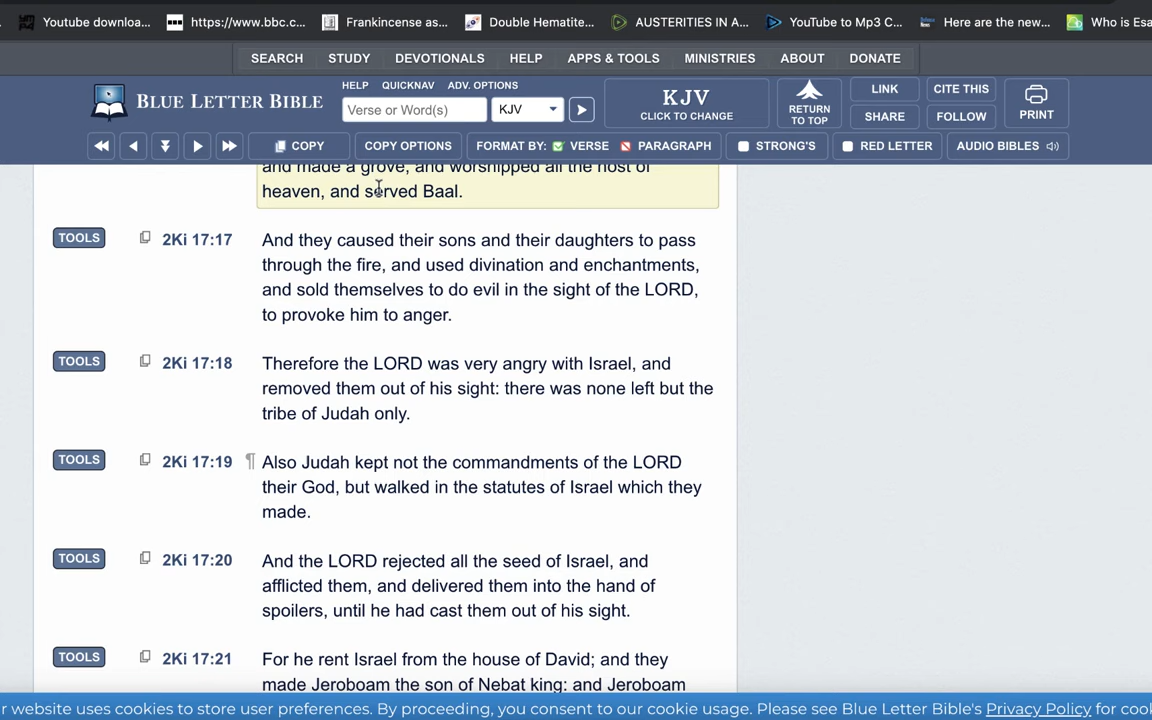 Youtube downloa...
https://www.bbc.c...
Frankincense as...
Double Hematite...
AUSTERITIES IN A...
YouTube to Mp3 C...
Here are the new...
Who is Esa
SEARCH STUDY DEVOTIONALS HELP APPS & TOOLS MINISTRIES ABOUT DONATE
BLUE LETTER BIBLE
HELP QUICKNAV ADV. OPTIONS
Verse or Word(s)
KJV
KJV
CLICK TO CHANGE
RETURN
TO TOP
LINK
CITE THIS
SHARE
FOLLOW
PRINT
COPY
COPY OPTIONS
FORMAT BY: VERSE PARAGRAPH
STRONG'S
RED LETTER
AUDIO BIBLES
and made a grove, and worshipped all the host of
heaven, and served Baal.
TOOLS 2Ki 17:17 And they caused their sons and their daughters to pass
through the fire, and used divination and enchantments,
and sold themselves to do evil in the sight of the LORD,
to provoke him to anger.
TOOLS 2Ki 17:18 Therefore the LORD was very angry with Israel, and
removed them out of his sight: there was none left but the
tribe of Judah only.
TOOLS 2Ki 17:19 ¶ Also Judah kept not the commandments of the LORD
their God, but walked in the statutes of Israel which they
made.
TOOLS 2Ki 17:20 And the LORD rejected all the seed of Israel, and
afflicted them, and delivered them into the hand of
spoilers, until he had cast them out of his sight.
TOOLS 2Ki 17:21 For he rent Israel from the house of David; and they
made Jeroboam the son of Nebat king: and Jeroboam
r website uses cookies to store user preferences. By proceeding, you consent to our cookie usage. Please see Blue Letter Bible's Privacy Policy for cook